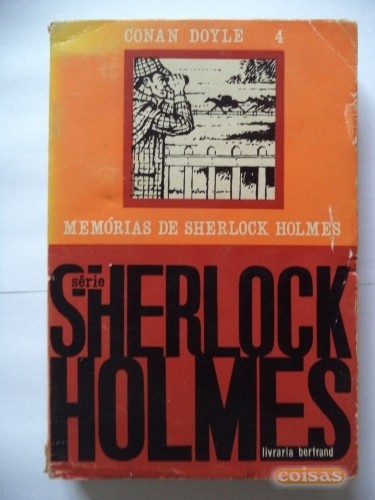 CONAN DOYLE 4
MEMÓRIAS DE SHERLOCK HOLMES
série
SHERLOCK
HOLMES
livraria bertrand
coisas